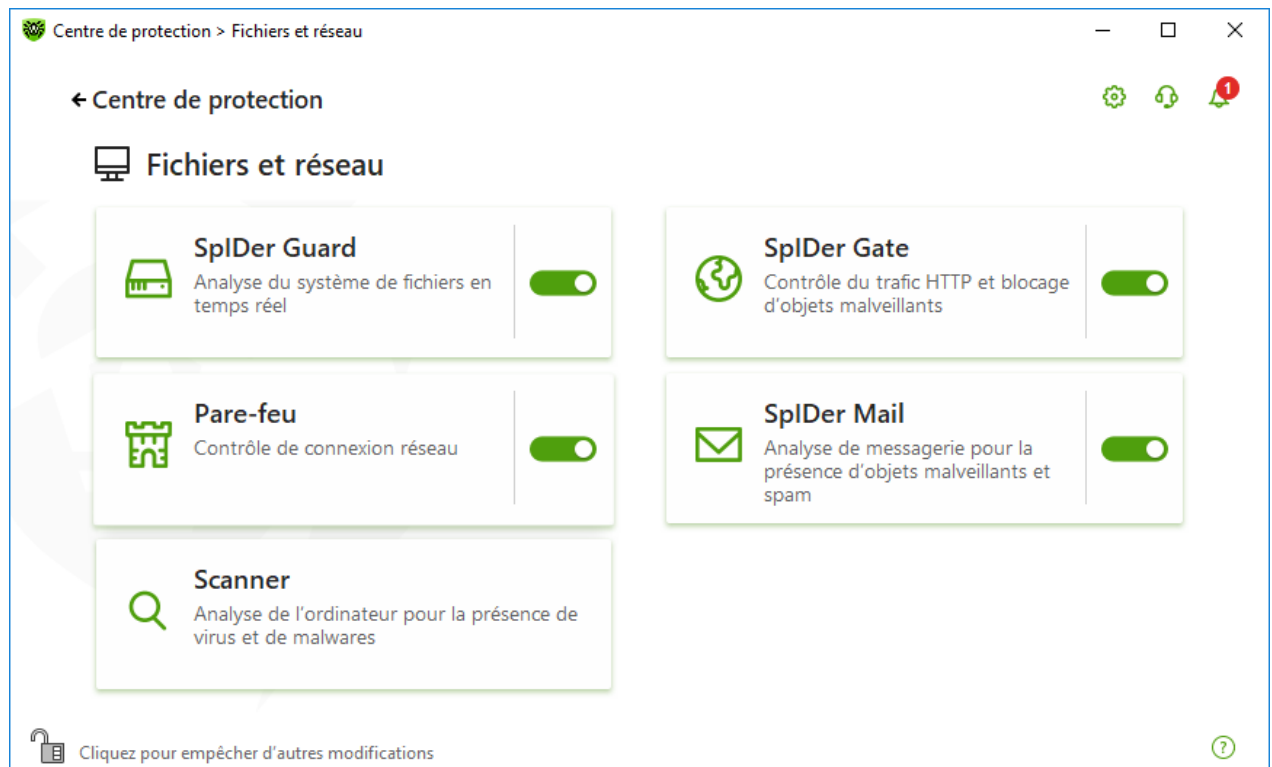 Centre de protection > Fichiers et réseau
Centre de protection
1
Fichiers et réseau
SpIDer Guard
Analyse du système de fichiers en
temps réel
SpIDer Gate
Contrôle du trafic HTTP et blocage
d'objets malveillants
Pare-feu
Contrôle de connexion réseau
SpIDer Mail
Analyse de messagerie pour la
présence d'objets malveillants et
spam
Scanner
Analyse de l'ordinateur pour la présence de
virus et de malwares
Cliquez pour empêcher d'autres modifications
?